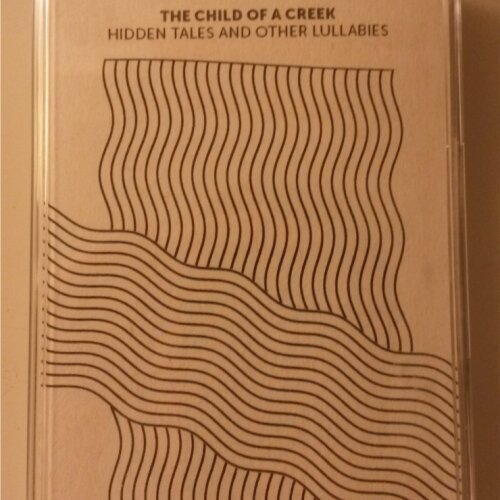 THE CHILD OF A CREEK
HIDDEN TALES AND OTHER LULLABIES